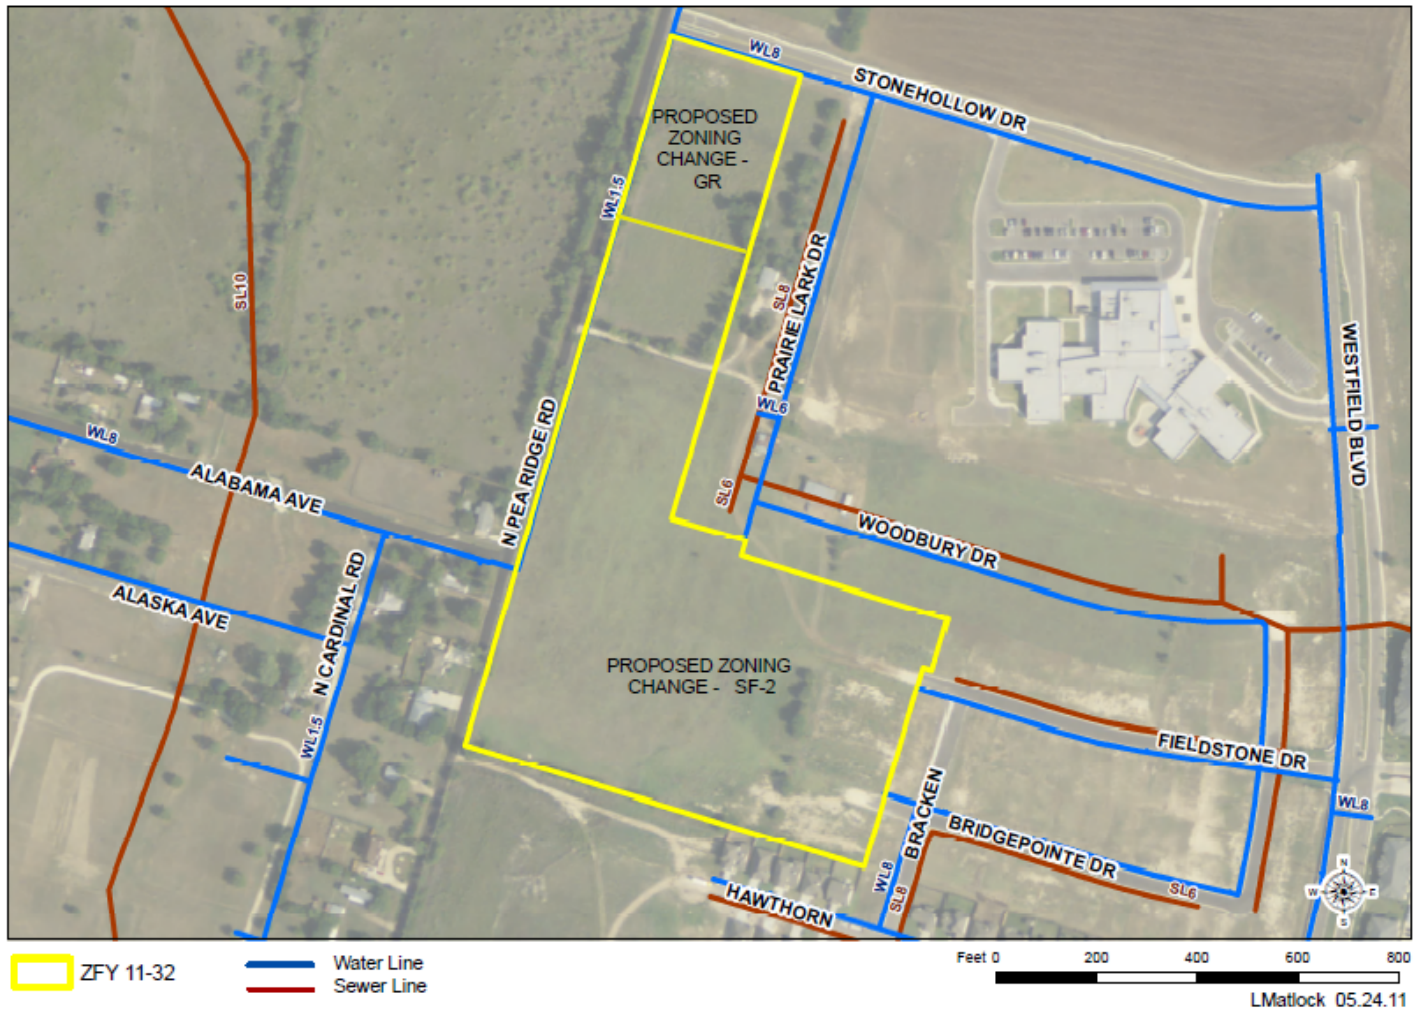 WL8
STONEHOLLOW DR
PROPOSED
ZONING
CHANGE -
GR
WL1.5
SL10
SL8
PRAIRIE LARK DR
WESTFIELD BLVD
WL6
N PEA RIDGE RD
WL8
ALABAMA AVE
SL6
WOODBURY DR
ALASKA AVE
N CARDINAL RD
PROPOSED ZONING
CHANGE - SF-2
WL1.5
FIELDSTONE DR
WL8
BRACKEN
BRIDGEPOINTE DR
WL8
SL8
SL6
HAWTHORN
N
W
E
S
ZFY 11-32
Water Line
Sewer Line
Feet 0 200 400 600 800
LMatlock 05.24.11